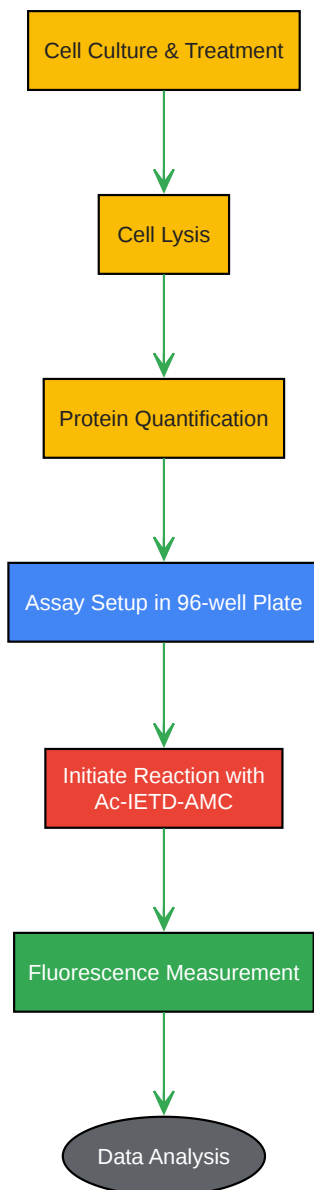 Cell Culture & Treatment
Cell Lysis
Protein Quantification
Assay Setup in 96-well Plate
Initiate Reaction with
Ac-IETD-AMC
Fluorescence Measurement
Data Analysis